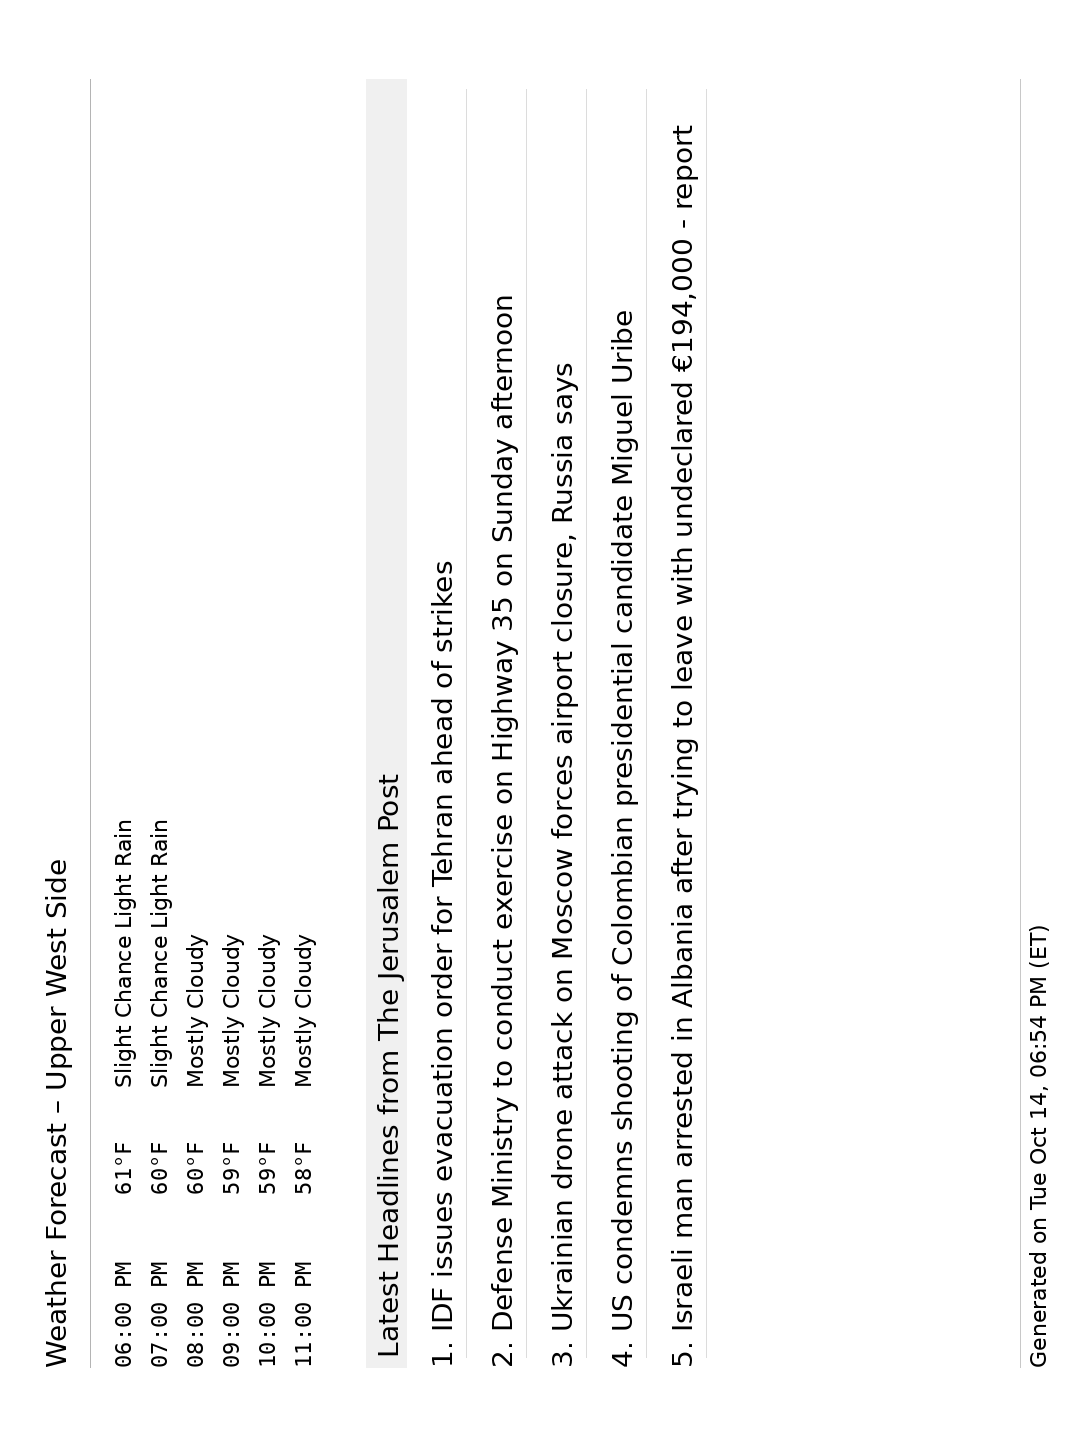 Weather Forecast – Upper West Side
06:00 PM 61°F Slight Chance Light Rain
07:00 PM 60°F Slight Chance Light Rain
08:00 PM 60°F Mostly Cloudy
09:00 PM 59°F Mostly Cloudy
10:00 PM 59°F Mostly Cloudy
11:00 PM 58°F Mostly Cloudy
Latest Headlines from The Jerusalem Post
1. IDF issues evacuation order for Tehran ahead of strikes
2. Defense Ministry to conduct exercise on Highway 35 on Sunday afternoon
3. Ukrainian drone attack on Moscow forces airport closure, Russia says
4. US condemns shooting of Colombian presidential candidate Miguel Uribe
5. Israeli man arrested in Albania after trying to leave with undeclared €194,000 - report
Generated on Tue Oct 14, 06:54 PM (ET)